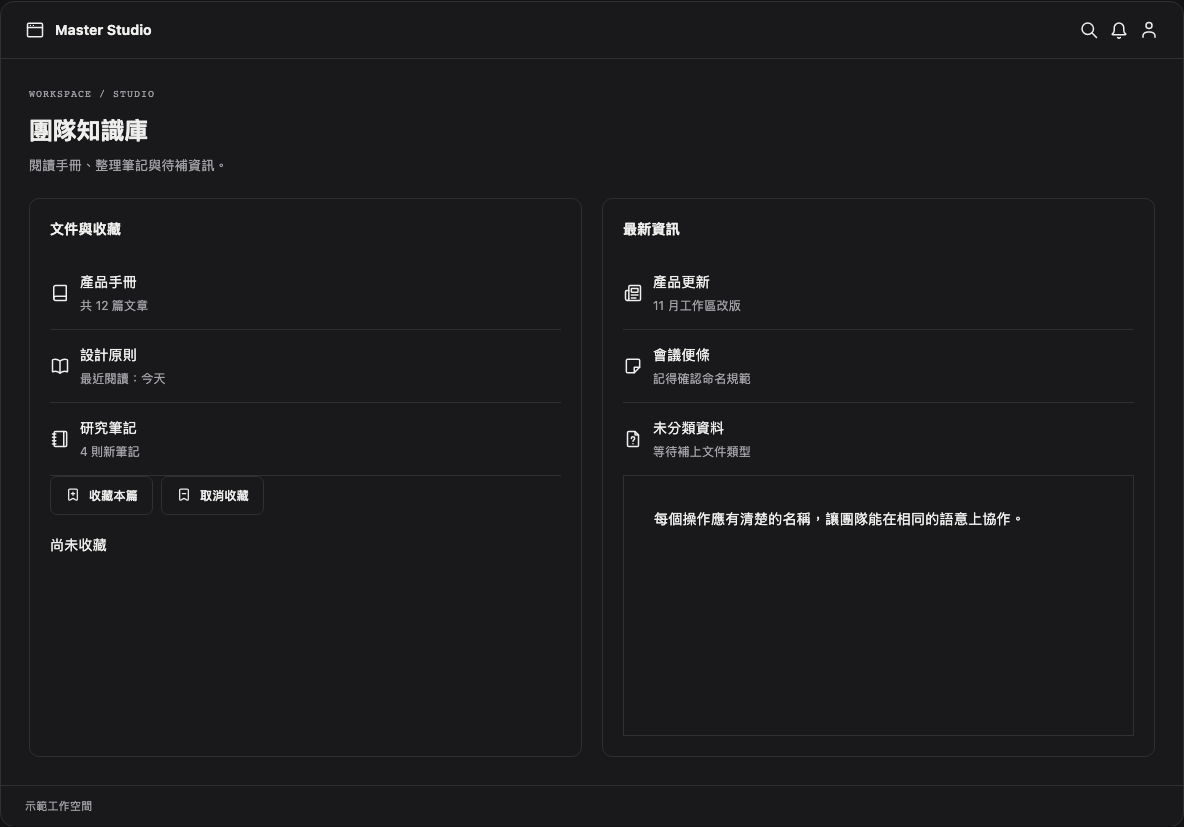 Master Studio
WORKSPACE / STUDIO
團隊知識庫
閱讀手冊、整理筆記與待補資訊。
文件與收藏
產品手冊
共 12 篇文章
設計原則
最近閱讀：今天
研究筆記
4 則新筆記
收藏本篇
取消收藏
尚未收藏
最新資訊
產品更新
11 月工作區改版
會議便條
記得確認命名規範
未分類資料
等待補上文件類型
每個操作應有清楚的名稱，讓團隊能在相同的語意上協作。
示範工作空間